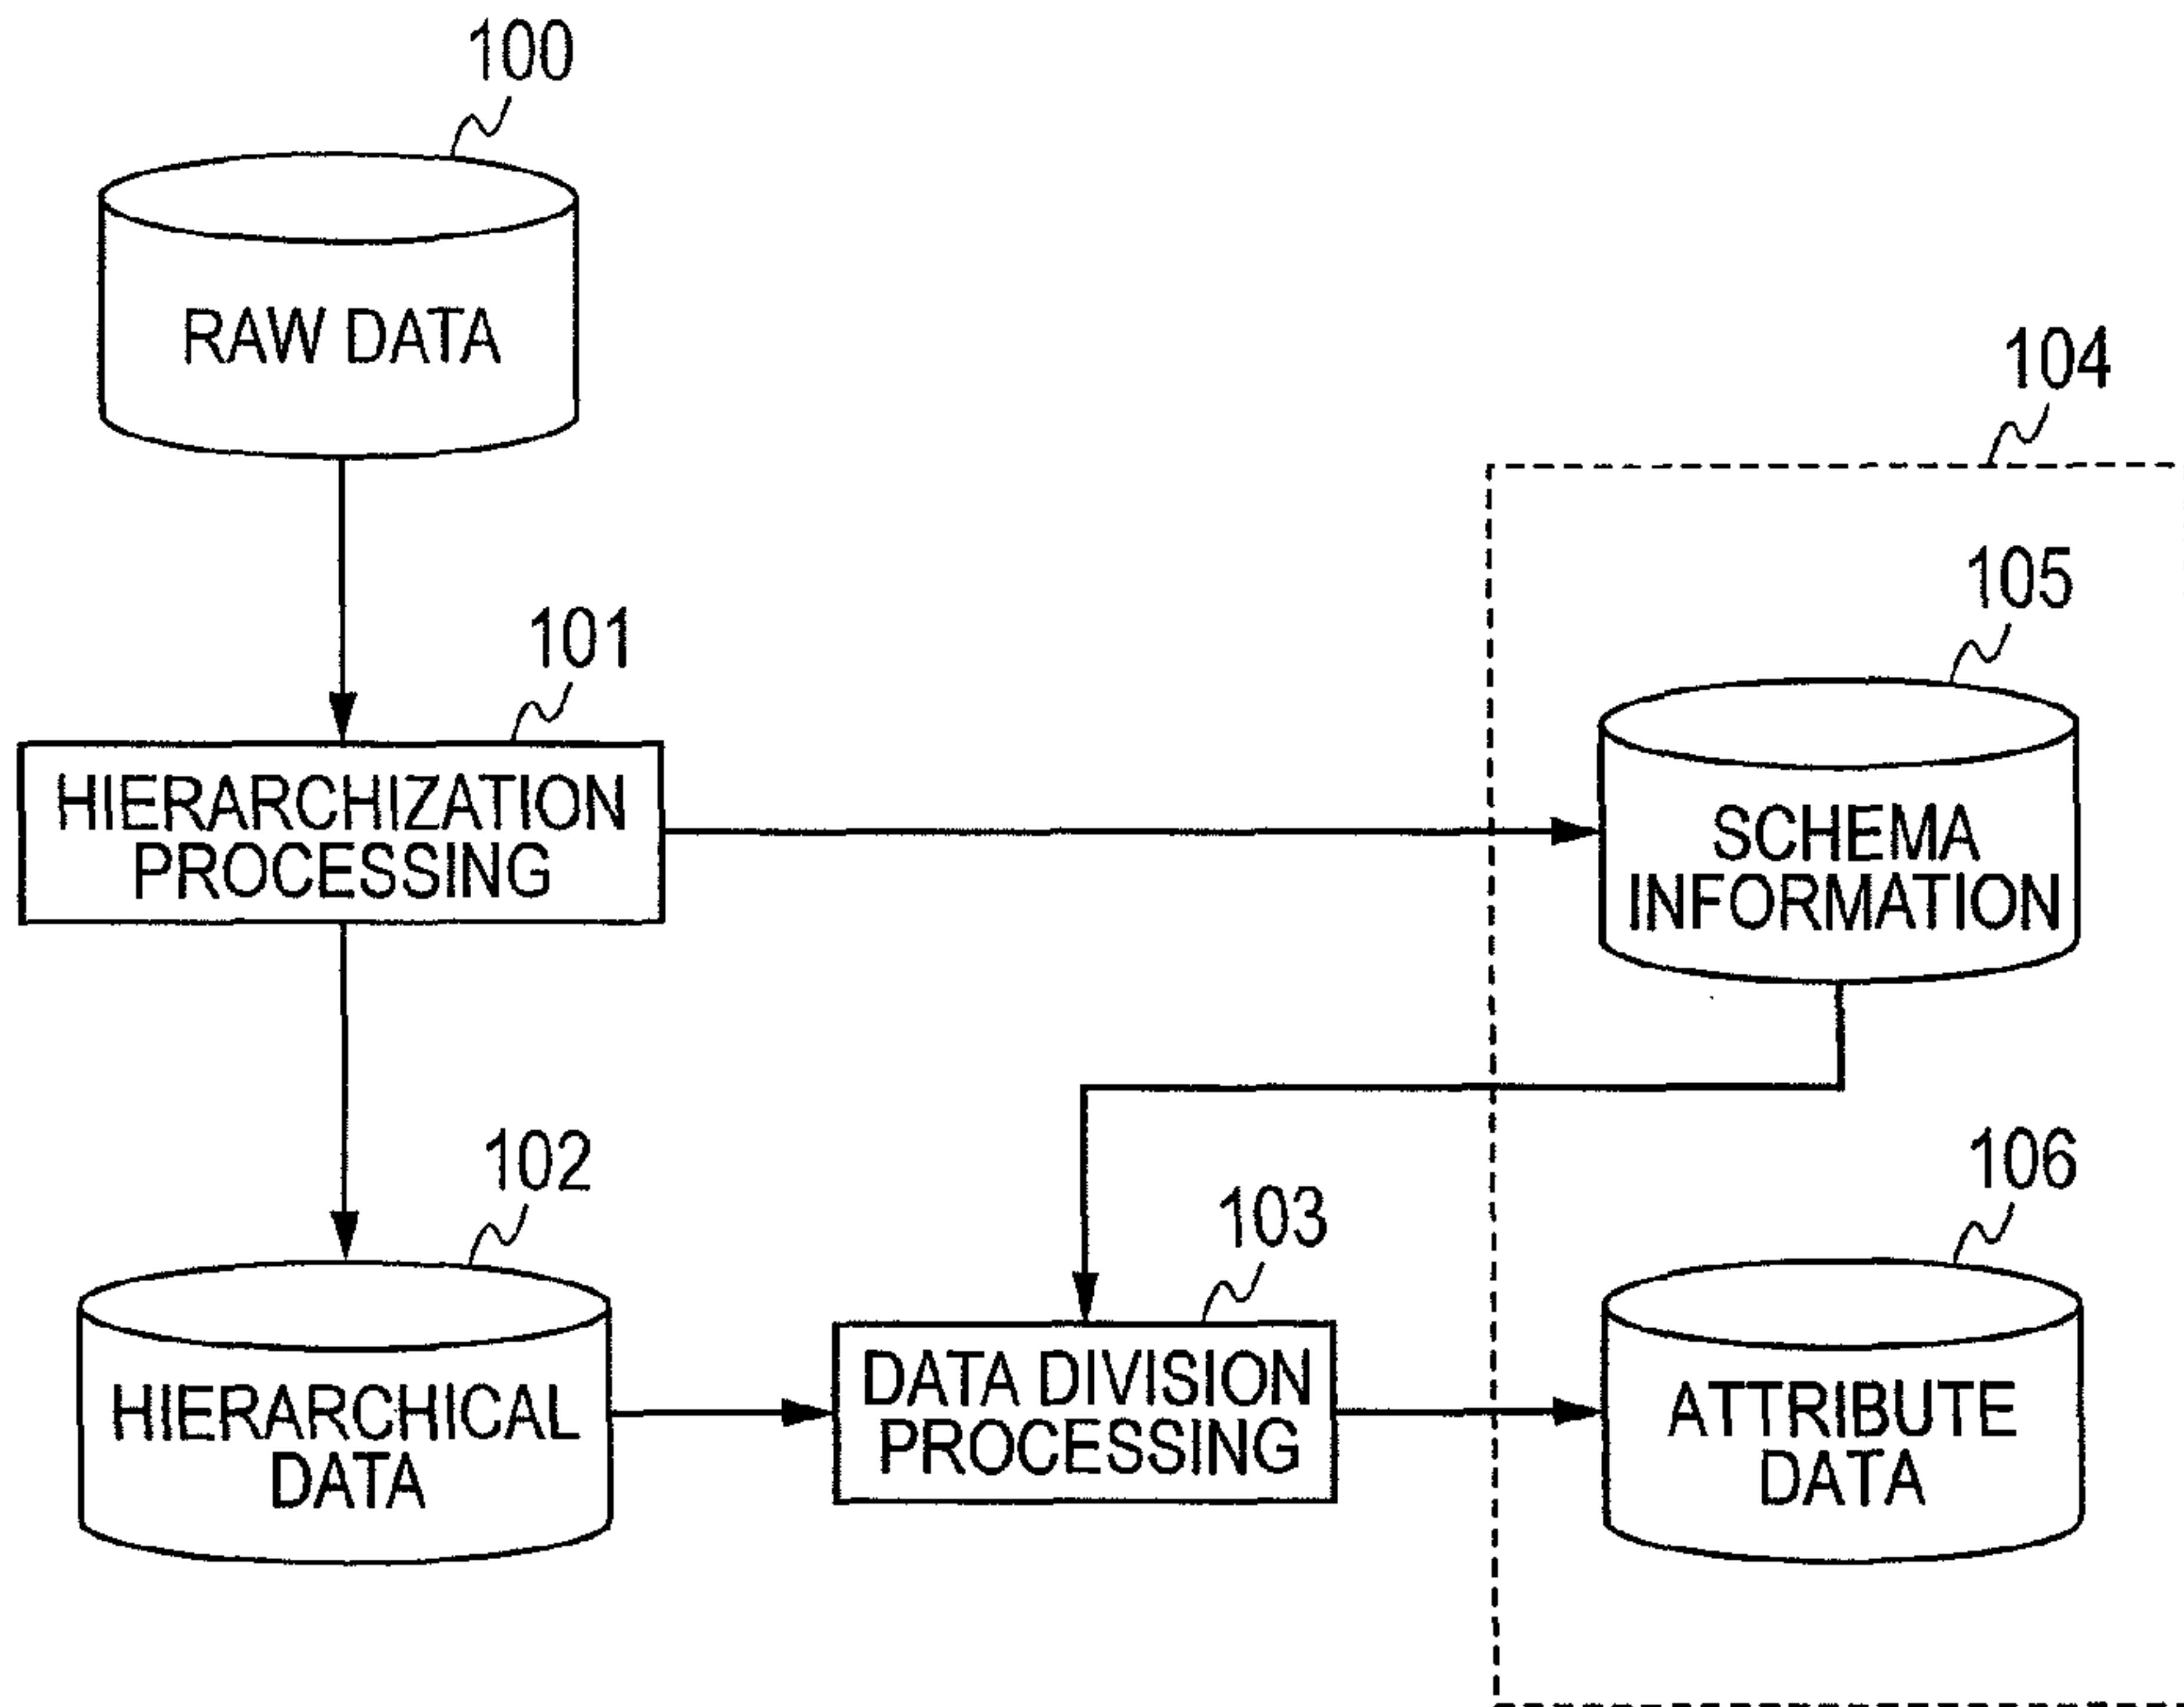 100
RAW DATA
104
101
105
HIERARCHIZATION
PROCESSING
SCHEMA
INFORMATION
102
103
106
HIERARCHICAL
DATA
DATA DIVISION
PROCESSING
ATTRIBUTE
DATA